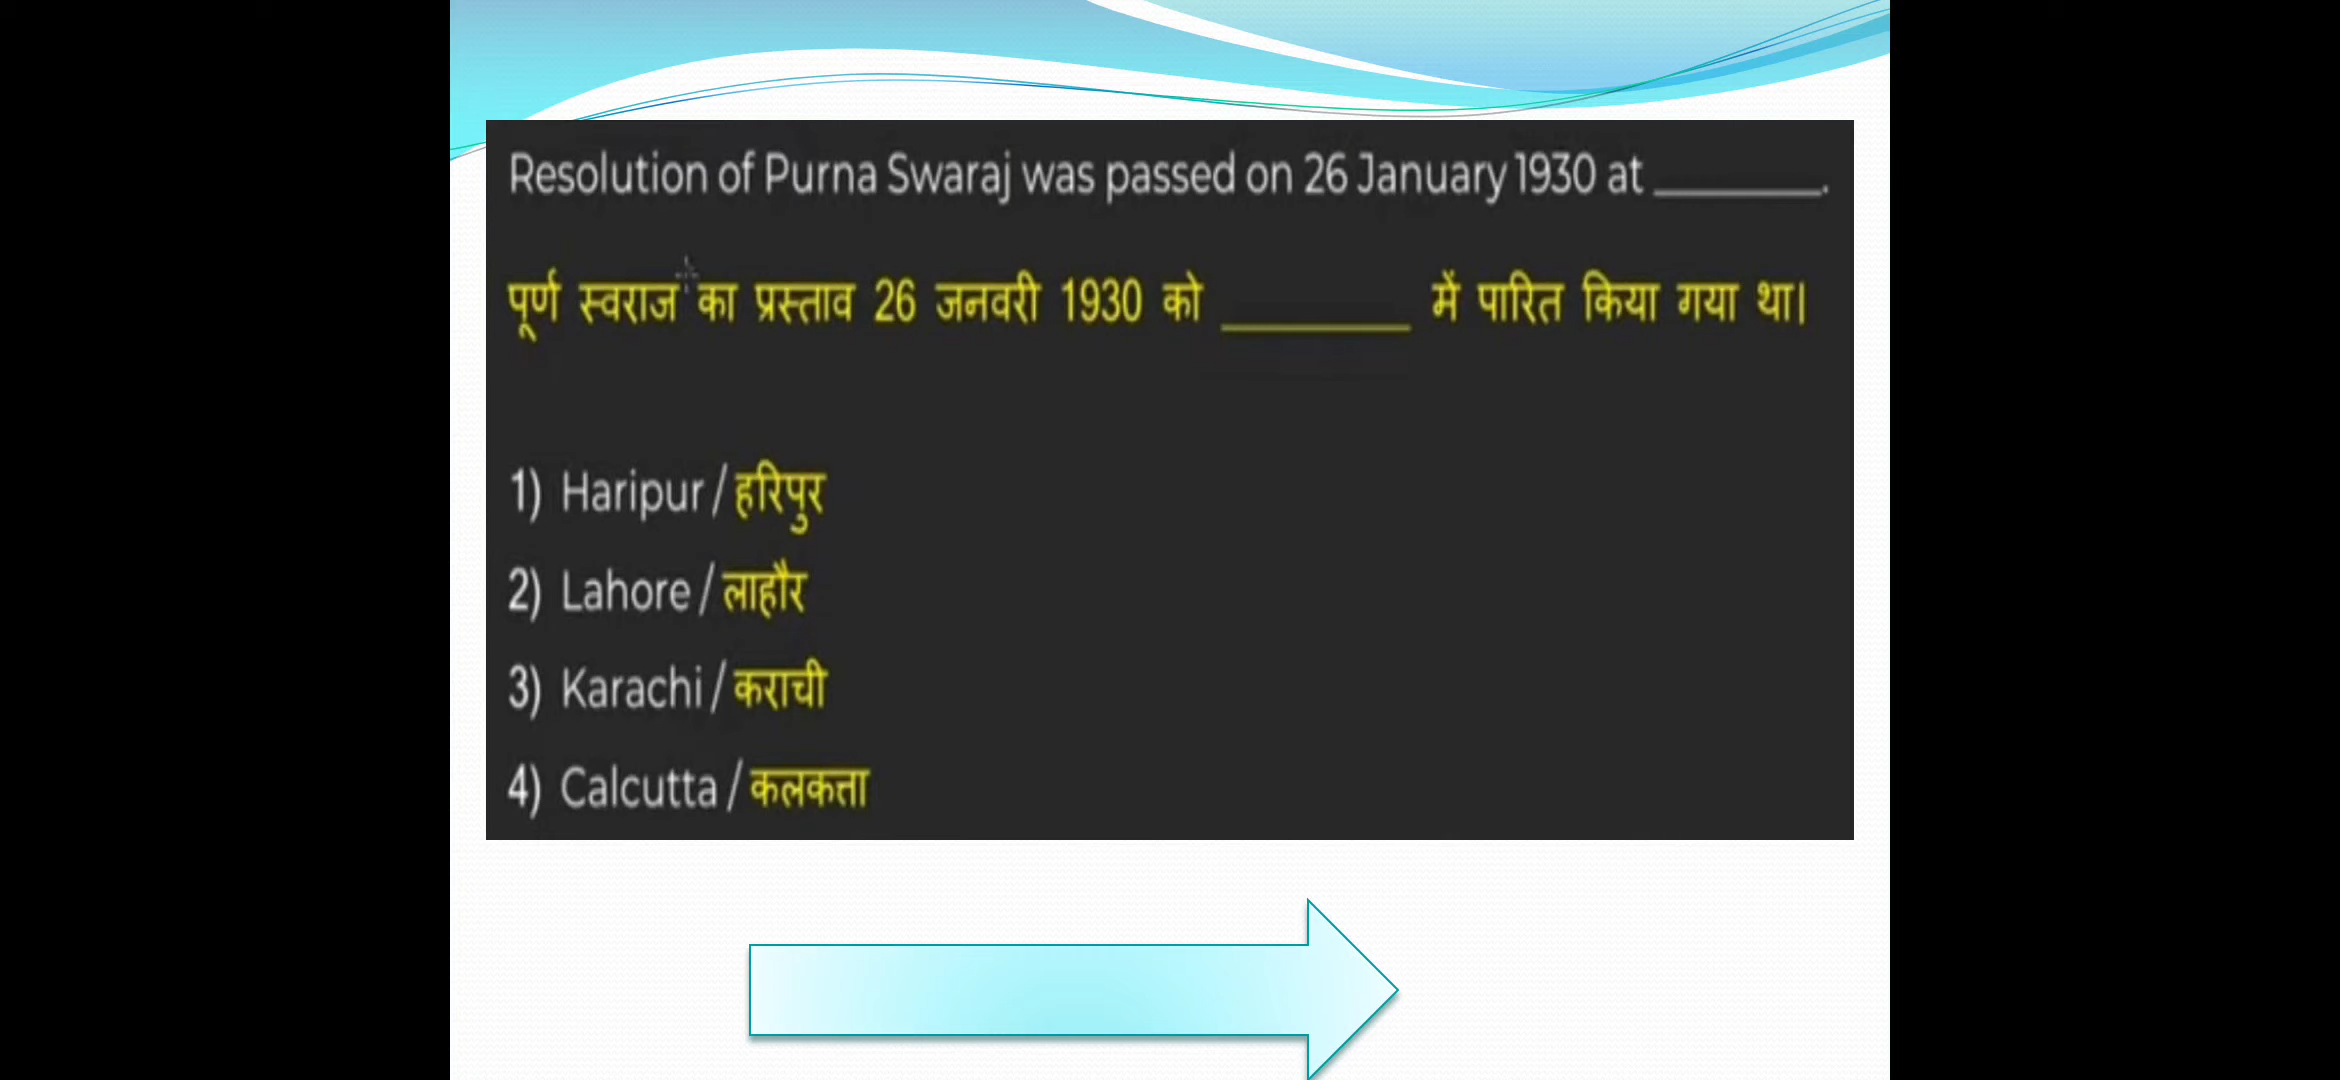 Resolution of Purna Swaraj was passed on 26 January 1930 at ________.
पूर्ण स्वराज का प्रस्ताव 26 जनवरी 1930 को ________ में पारित किया गया था।
1) Haripur / हरिपुर
2) Lahore / लाहौर
3) Karachi / कराची
4) Calcutta / कलकत्ता